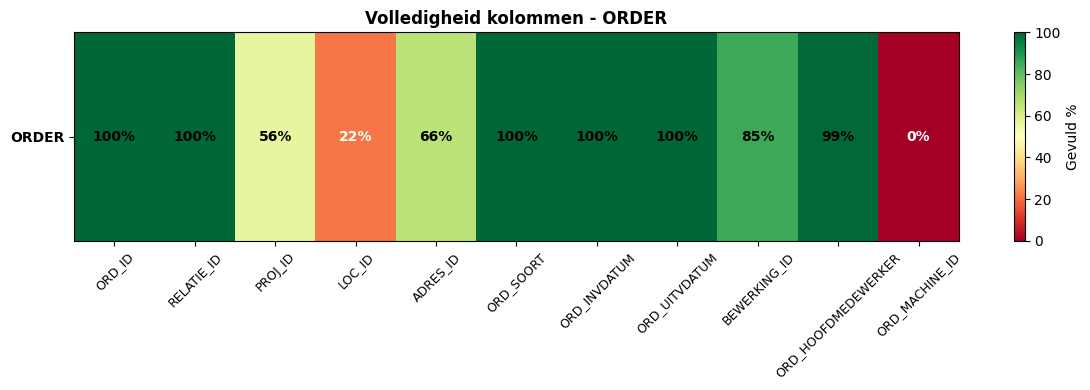 Volledigheid kolommen - ORDER
ORDER
100% 100% 56% 22% 66% 100% 100% 100% 85% 99% 0%
ORD_ID
RELATIE_ID
PROJ_ID
LOC_ID
ADRES_ID
ORD_SOORT
ORD_INVDATUM
ORD_UITVDATUM
BEWERKING_ID
ORD_HOOFDMEDEWERKER
ORD_MACHINE_ID
100
80
60
40
20
0
Gevuld %